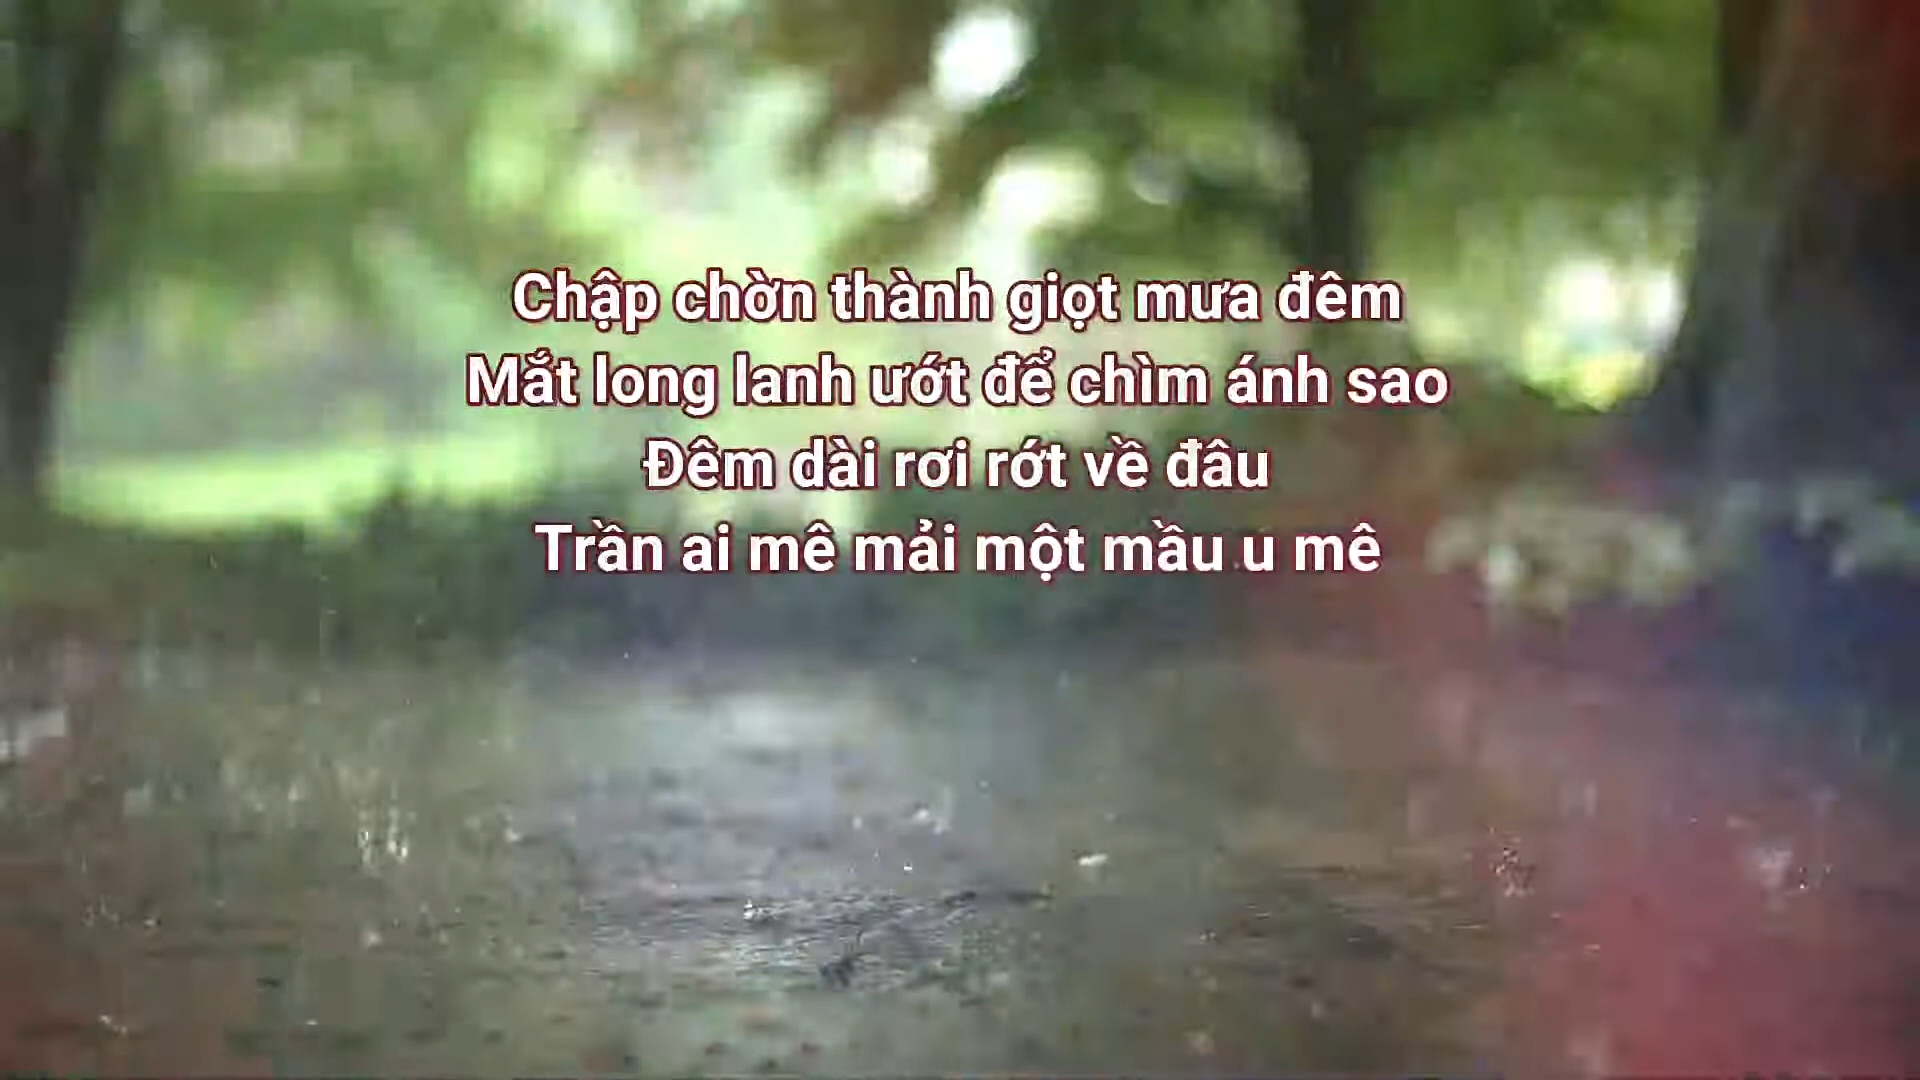 Chập chờn thành giọt mưa đêm
Mắt long lanh ướt để chìm ánh sao
Đêm dài rơi rớt về đâu
Trần ai mê mải một mầu u mê